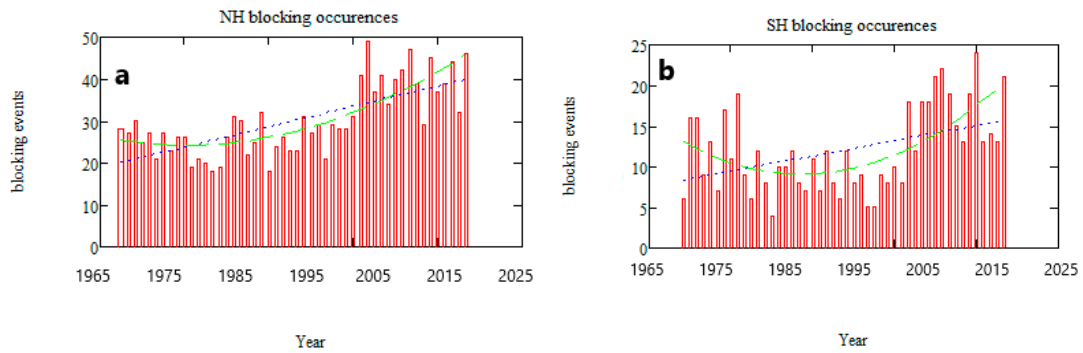 NH blocking occurences
50
40
30
20
10
0
a
blocking events
1965 1975 1985 1995 2005 2015 2025
Year
SH blocking occurences
25
20
15
10
5
0
b
blocking events
1965 1975 1985 1995 2005 2015 2025
Year